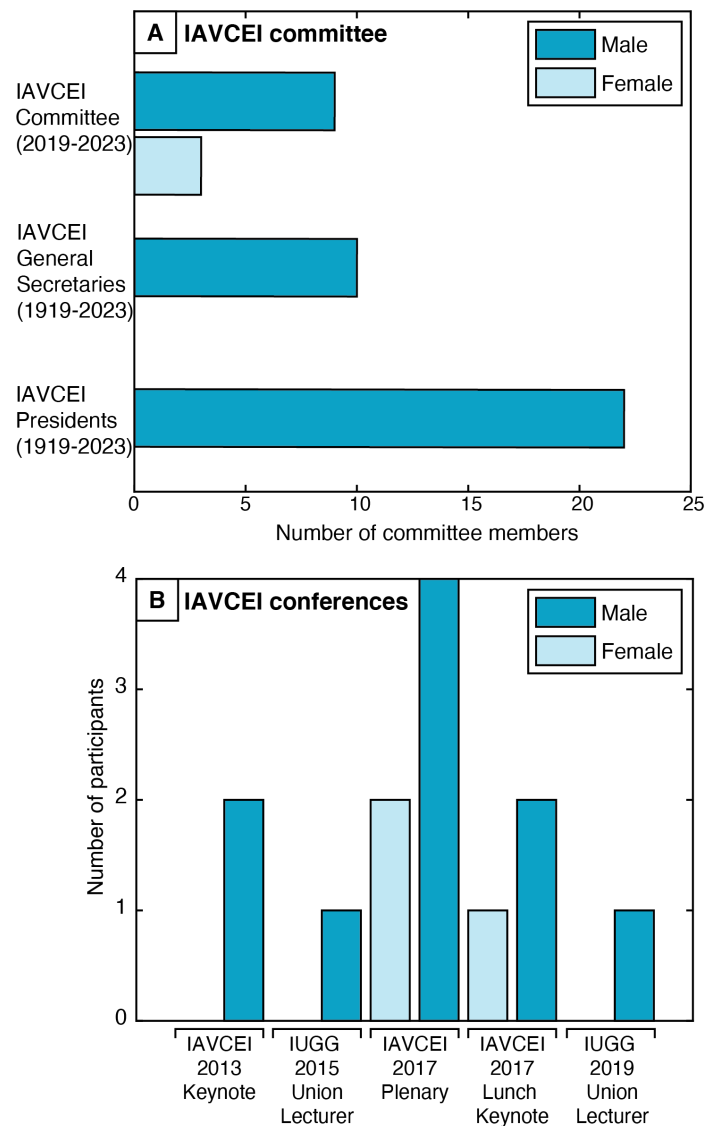 A IAVCEI committee
Male
Female
IAVCEI
Committee
(2019-2023)
IAVCEI
General
Secretaries
(1919-2023)
IAVCEI
Presidents
(1919-2023)
0 5 10 15 20 25
Number of committee members
B IAVCEI conferences
Male
Female
4
3
2
1
0
Number of participants
IAVCEI
2013
Keynote
IUGG
2015
Union
Lecturer
IAVCEI
2017
Plenary
IAVCEI
2017
Lunch
Keynote
IUGG
2019
Union
Lecturer